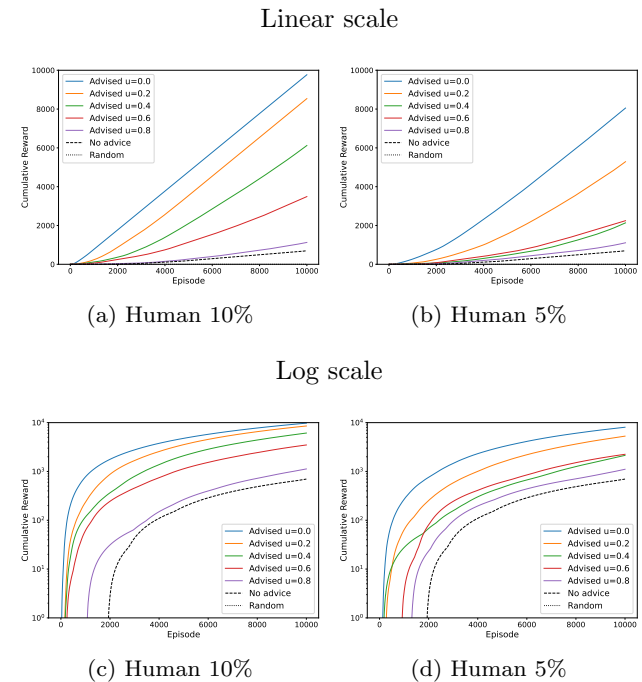 Linear scale
10000
8000
6000
4000
2000
0
Cumulative Reward
Advised u=0.0
Advised u=0.2
Advised u=0.4
Advised u=0.6
Advised u=0.8
No advice
Random
0 2000 4000 6000 8000 10000
Episode
(a) Human 10%
10000
8000
6000
4000
2000
0
Cumulative Reward
Advised u=0.0
Advised u=0.2
Advised u=0.4
Advised u=0.6
Advised u=0.8
No advice
Random
0 2000 4000 6000 8000 10000
Episode
(b) Human 5%
Log scale
10⁴
10³
10²
10¹
10⁰
Cumulative Reward
Advised u=0.0
Advised u=0.2
Advised u=0.4
Advised u=0.6
Advised u=0.8
No advice
Random
0 2000 4000 6000 8000 10000
Episode
(c) Human 10%
10⁴
10³
10²
10¹
10⁰
Cumulative Reward
Advised u=0.0
Advised u=0.2
Advised u=0.4
Advised u=0.6
Advised u=0.8
No advice
Random
0 2000 4000 6000 8000 10000
Episode
(d) Human 5%